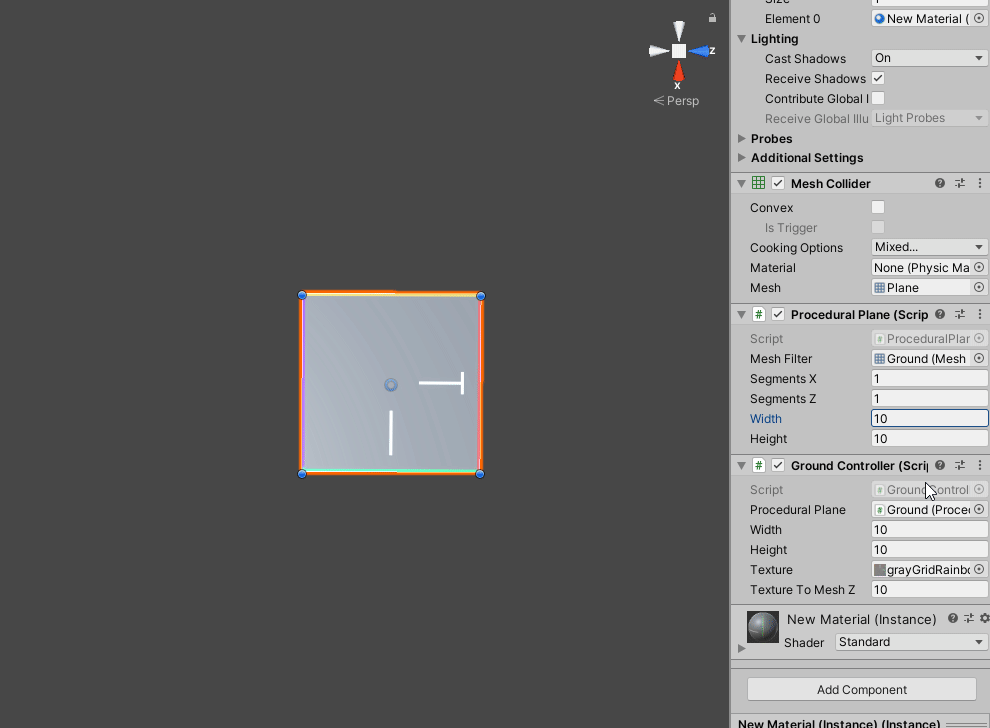 Size 1
Element 0 New Material (
Lighting
Cast Shadows On
Receive Shadows
Contribute Global I
Receive Global Illu Light Probes
Probes
Additional Settings
Mesh Collider
Convex
Is Trigger
Cooking Options Mixed...
Material None (Physic Ma
Mesh Plane
# Procedural Plane (Scrip
Script # ProceduralPlar
Mesh Filter Ground (Mesh
Segments X 1
Segments Z 1
Width 10
Height 10
# Ground Controller (Scrip
Script # GroundControl
Procedural Plane # Ground (Proce
Width 10
Height 10
Texture grayGridRainbo
Texture To Mesh Z 10
New Material (Instance)
Shader Standard
Add Component
New Material (Instance) (Instance)
z
x
Persp